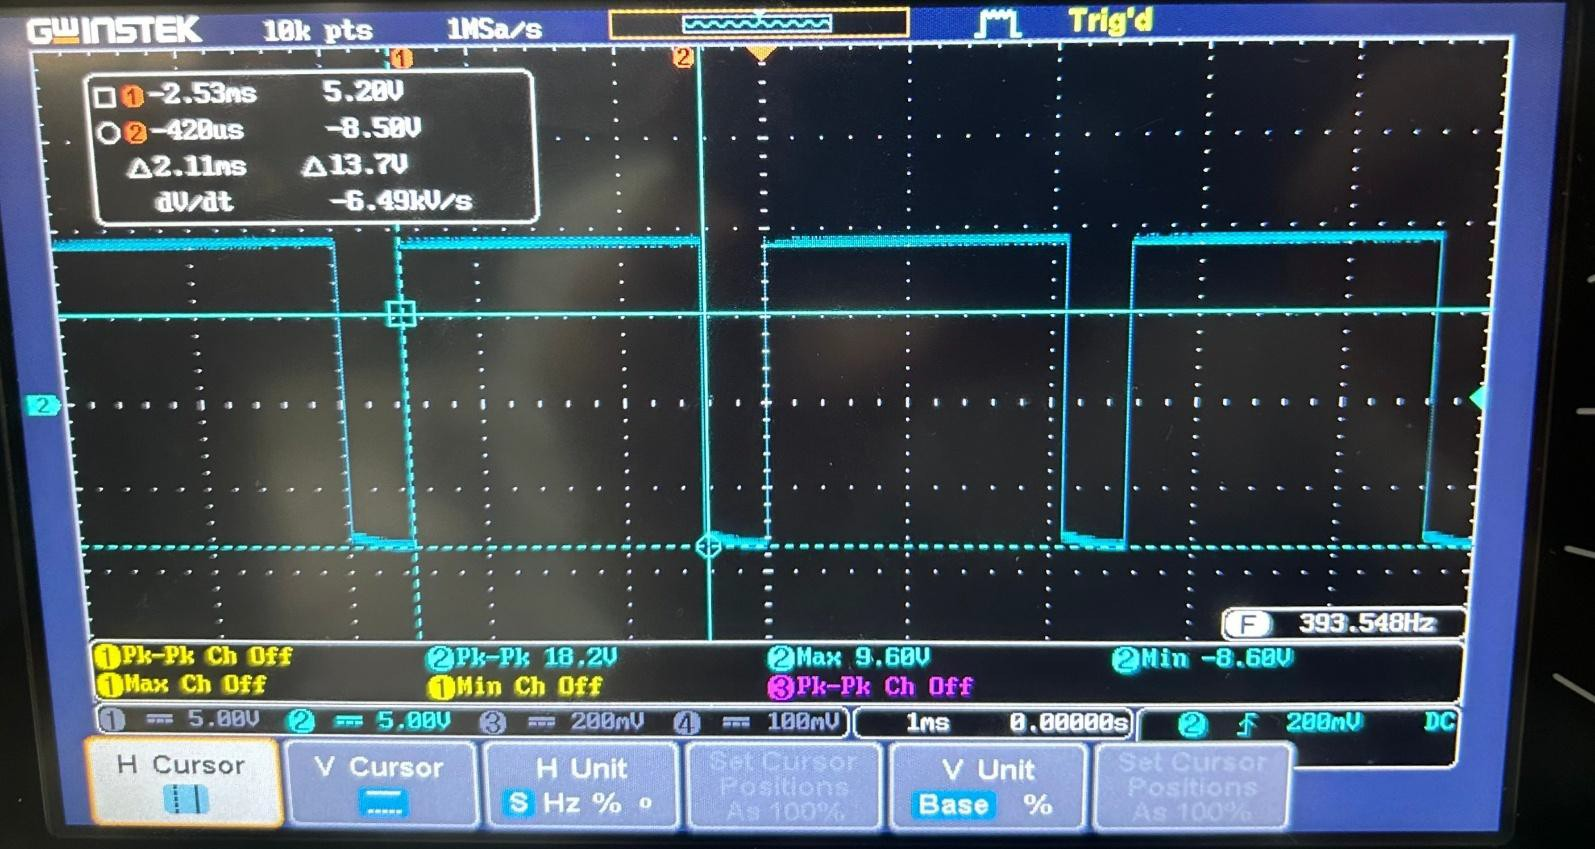 GWINSTEK 10k pts 1MSa/s Trig'd
1 2
1 -2.53ms 5.20V
2 -420us -8.50V
Δ2.11ms Δ13.7V
dV/dt -6.49kV/s
2
F 393.548Hz
1 Pk-Pk Ch Off 2 Pk-Pk 18.2V 2 Max 9.60V 2 Min -8.60V
1 Max Ch Off 1 Min Ch Off 3 Pk-Pk Ch Off
1 5.00V 2 5.00V 3 200mV 4 100mV 1ms 0.00000s 2 200mV DC
H Cursor V Cursor H Unit Set Cursor Positions As 100% V Unit Set Cursor Positions As 100%
S Hz % ° Base %